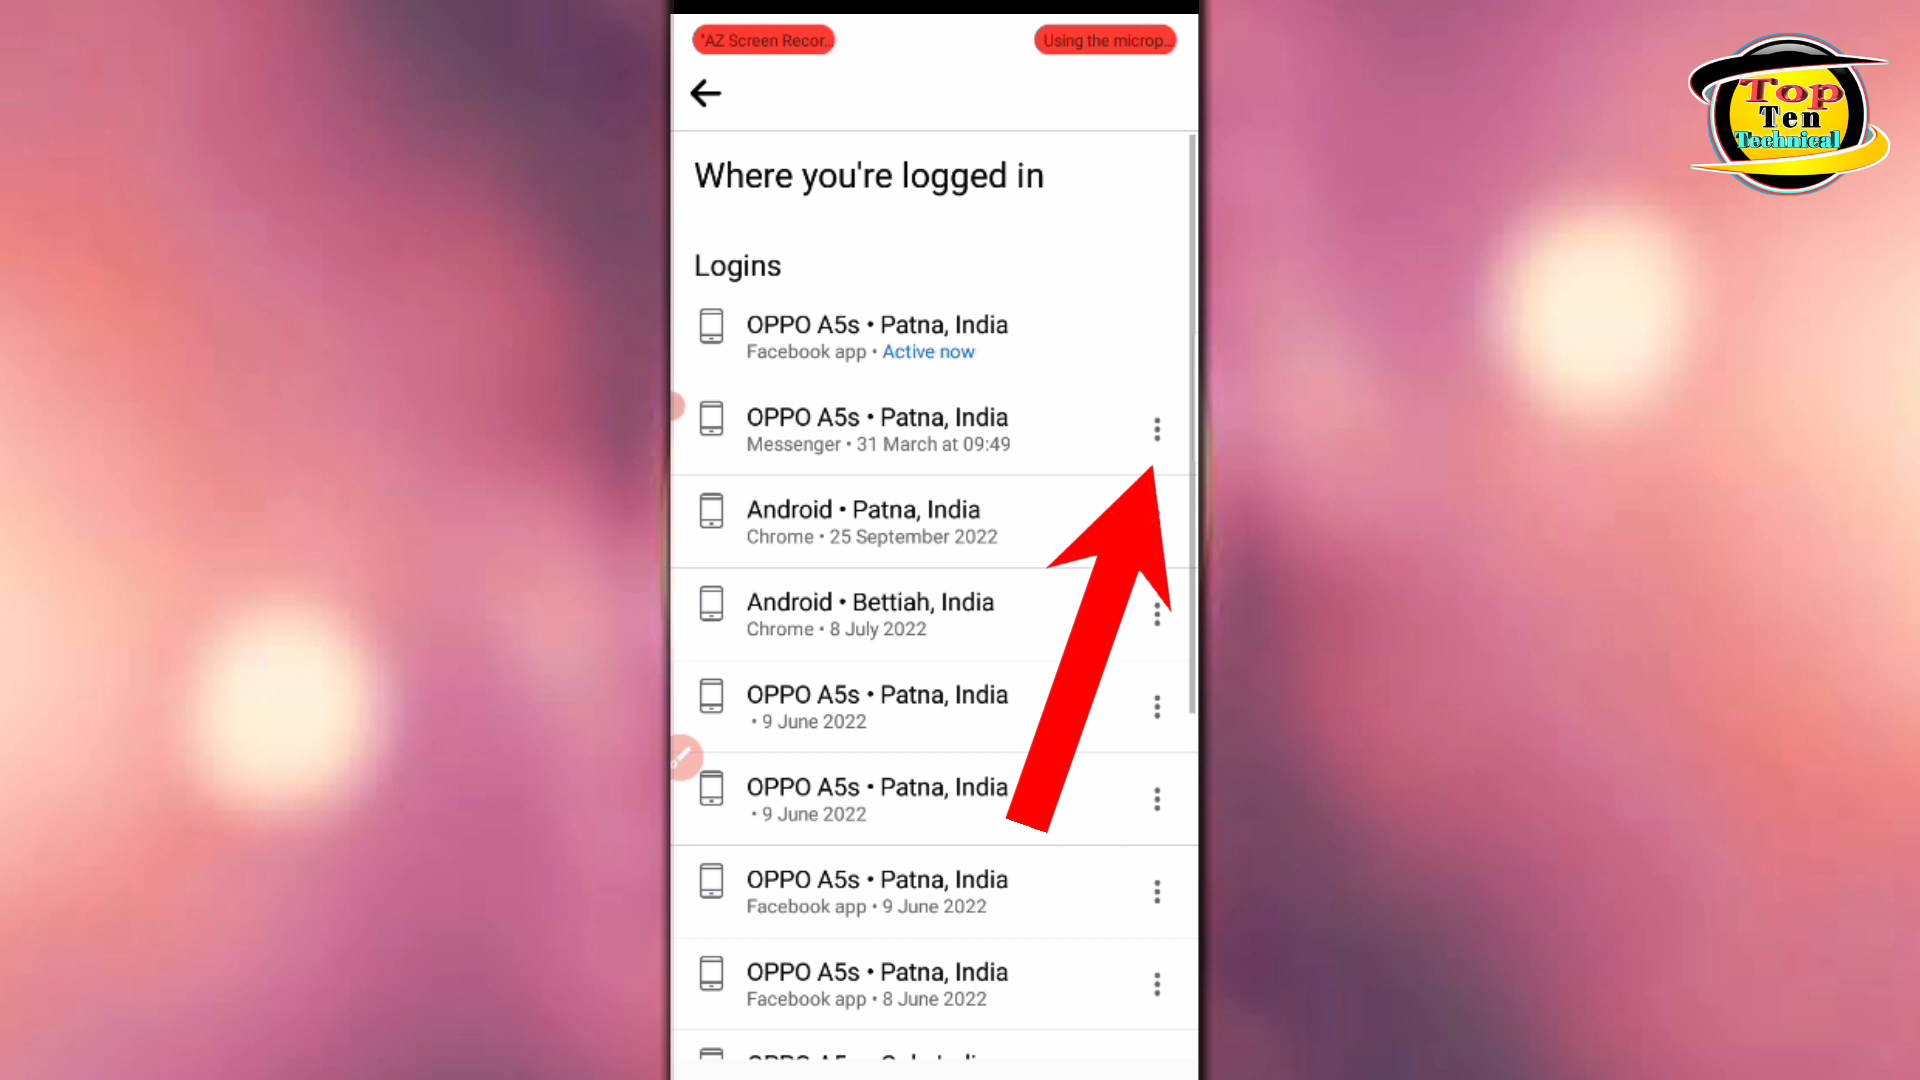 "AZ Screen Recor...
Using the microp...
Where you're logged in
Logins
OPPO A5s • Patna, India
Facebook app • Active now
OPPO A5s • Patna, India
Messenger • 31 March at 09:49
Android • Patna, India
Chrome • 25 September 2022
Android • Bettiah, India
Chrome • 8 July 2022
OPPO A5s • Patna, India
• 9 June 2022
OPPO A5s • Patna, India
• 9 June 2022
OPPO A5s • Patna, India
Facebook app • 9 June 2022
OPPO A5s • Patna, India
Facebook app • 8 June 2022
Top
Ten
Technical